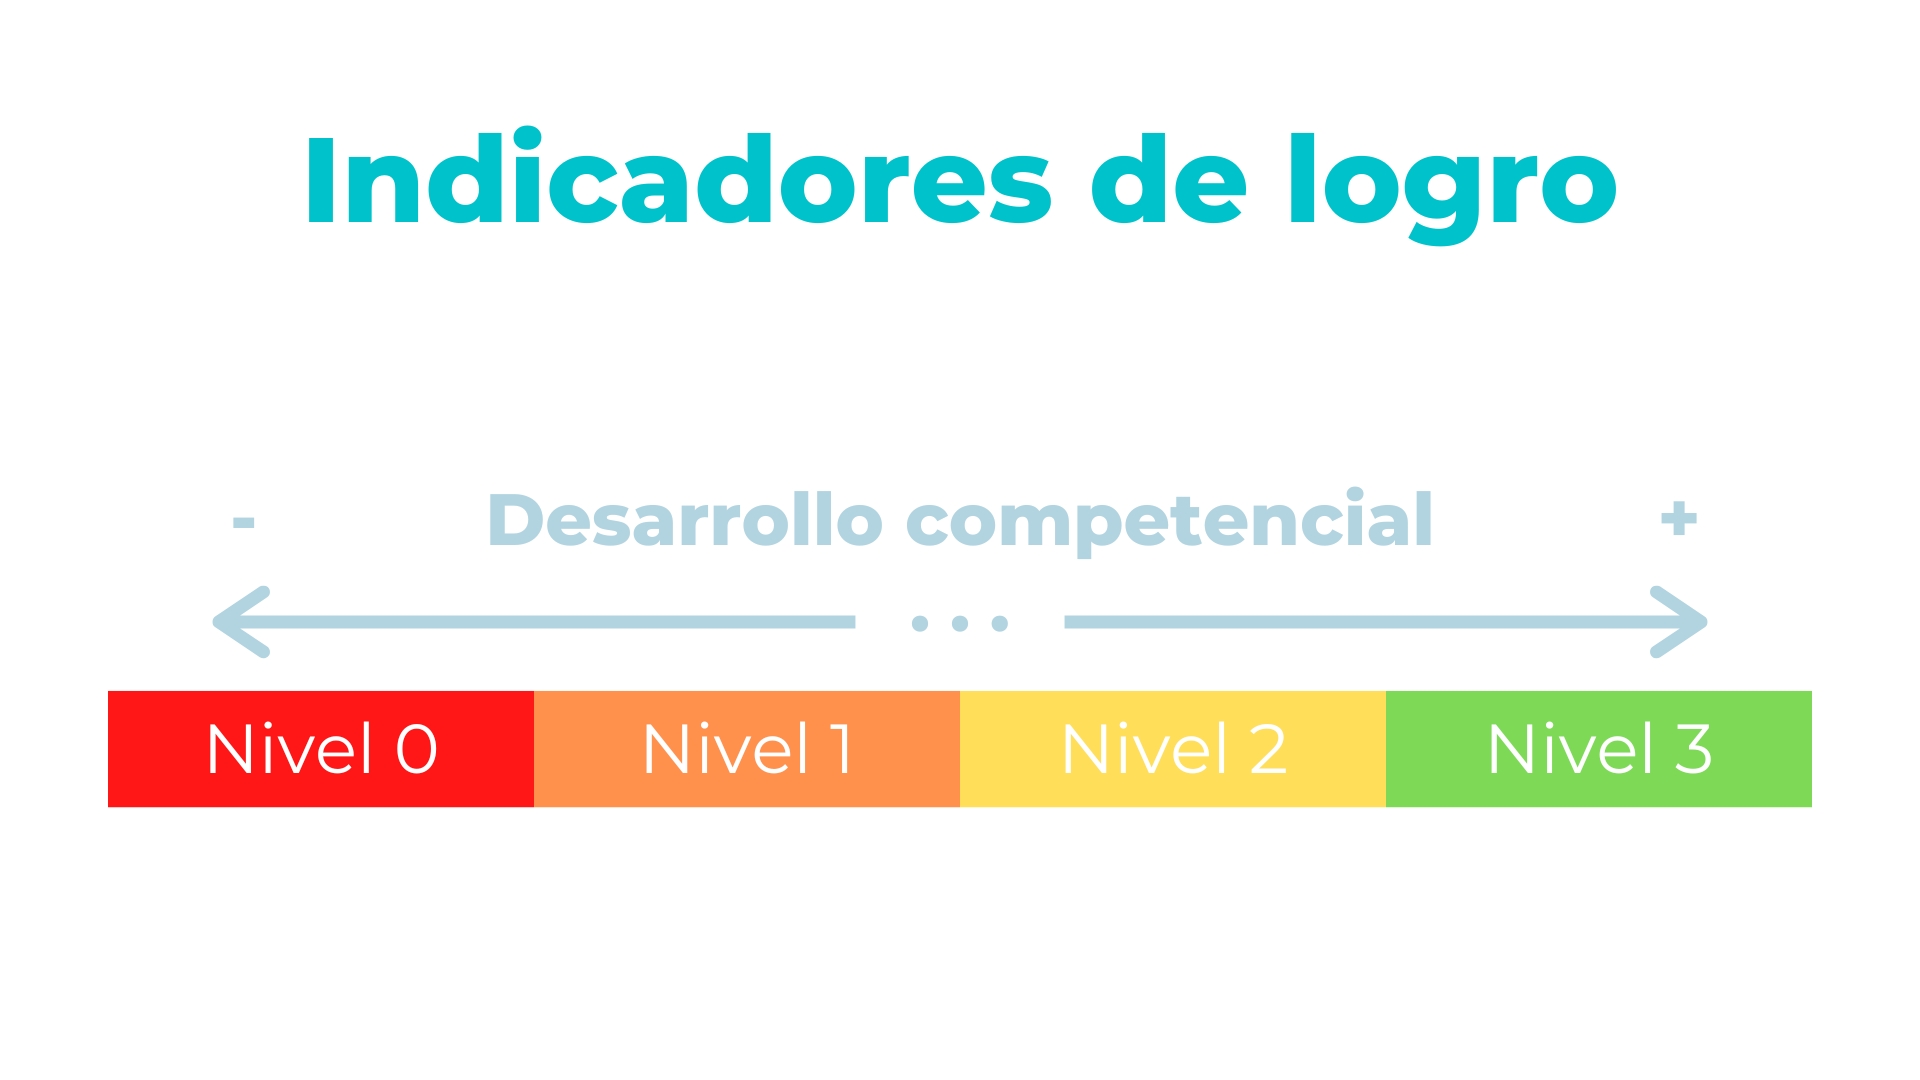 Indicadores de logro
- Desarrollo competencial +
Nivel 0 Nivel 1 Nivel 2 Nivel 3